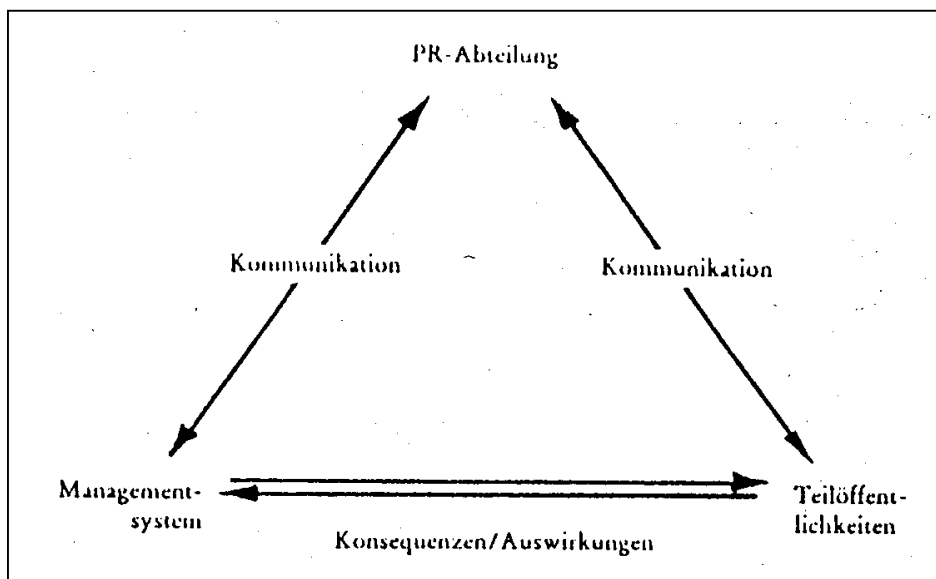 PR-Abteilung
Kommunikation
Kommunikation
Management-
system
Teilöffent-
lichkeiten
Konsequenzen/Auswirkungen